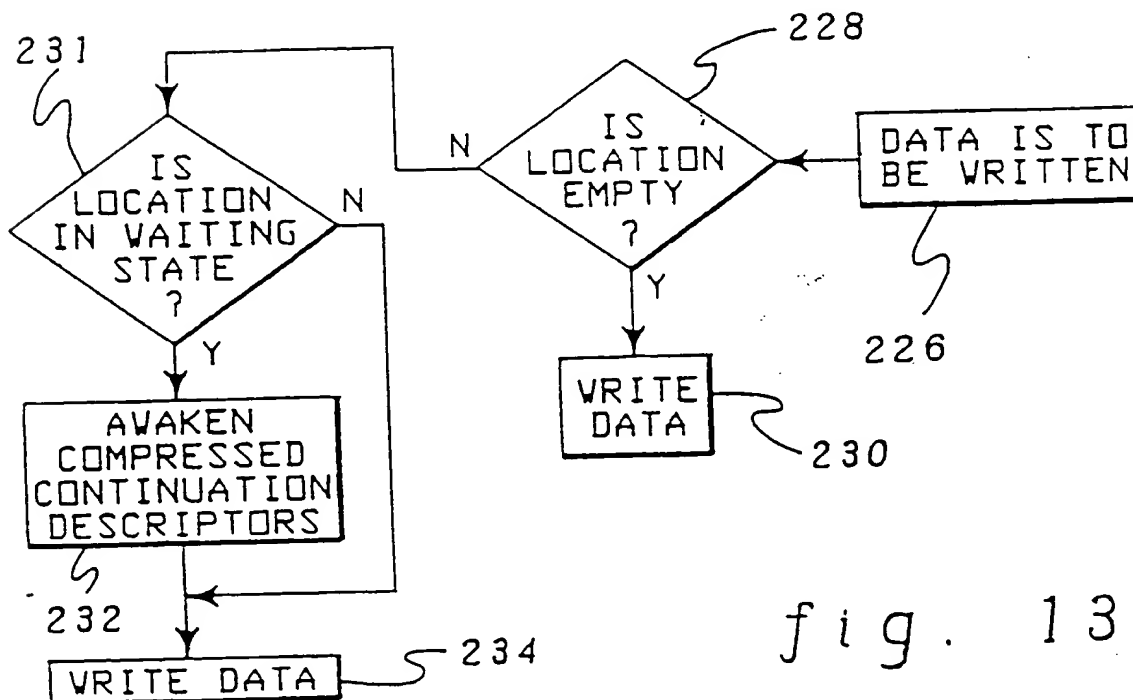 231
228
IS
LOCATION
IN WAITING
STATE
?
N
Y
N
IS
LOCATION
EMPTY
?
Y
DATA IS TO
BE WRITTEN
226
WRITE
DATA
230
AWAKEN
COMPRESSED
CONTINUATION
DESCRIPTORS
232
WRITE DATA
234
fig. 13